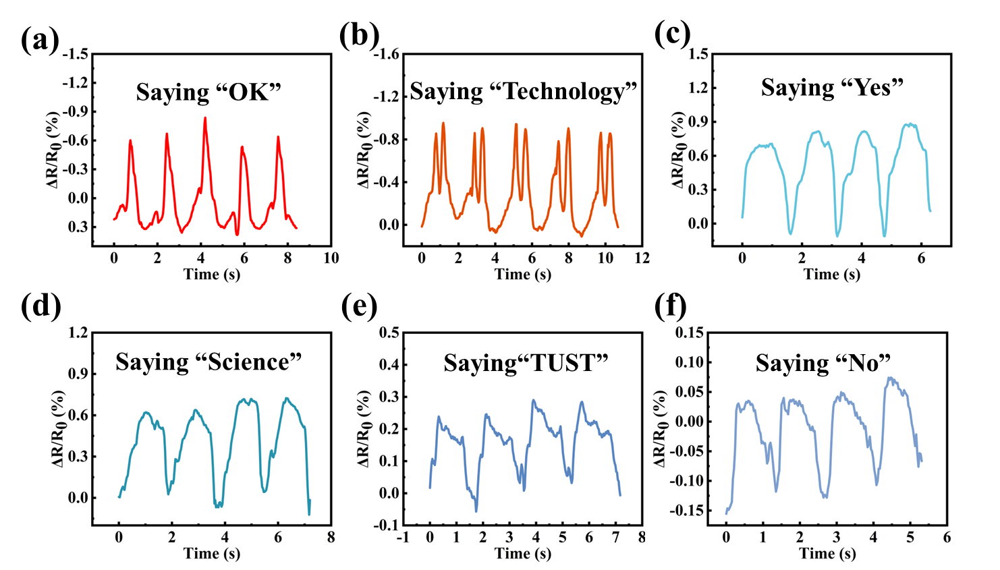 (a)
-1.5
-1.2
-0.9
-0.6
-0.3
0.0
0.3
ΔR/R0 (%)
Saying “OK”
0 2 4 6 8 10
Time (s)
(b)
-1.6
-1.2
-0.8
-0.4
0.0
ΔR/R0 (%)
Saying “Technology”
0 2 4 6 8 10 12
Time (s)
(c)
1.5
1.2
0.9
0.6
0.3
0.0
ΔR/R0 (%)
Saying “Yes”
0 2 4 6
Time (s)
(d)
1.2
0.9
0.6
0.3
0.0
ΔR/R0 (%)
Saying “Science”
0 2 4 6 8
Time (s)
(e)
0.5
0.4
0.3
0.2
0.1
0.0
-0.1
ΔR/R0 (%)
Saying“TUST”
-1 0 1 2 3 4 5 6 7 8
Time (s)
(f)
0.15
0.10
0.05
0.00
-0.05
-0.10
-0.15
ΔR/R0 (%)
Saying “No”
0 1 2 3 4 5 6
Time (s)